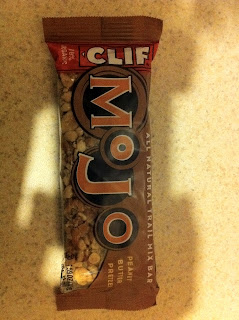 CLIF
MOJO
ALL NATURAL TRAIL MIX BAR
PEANUT
BUTTER
PRETZEL